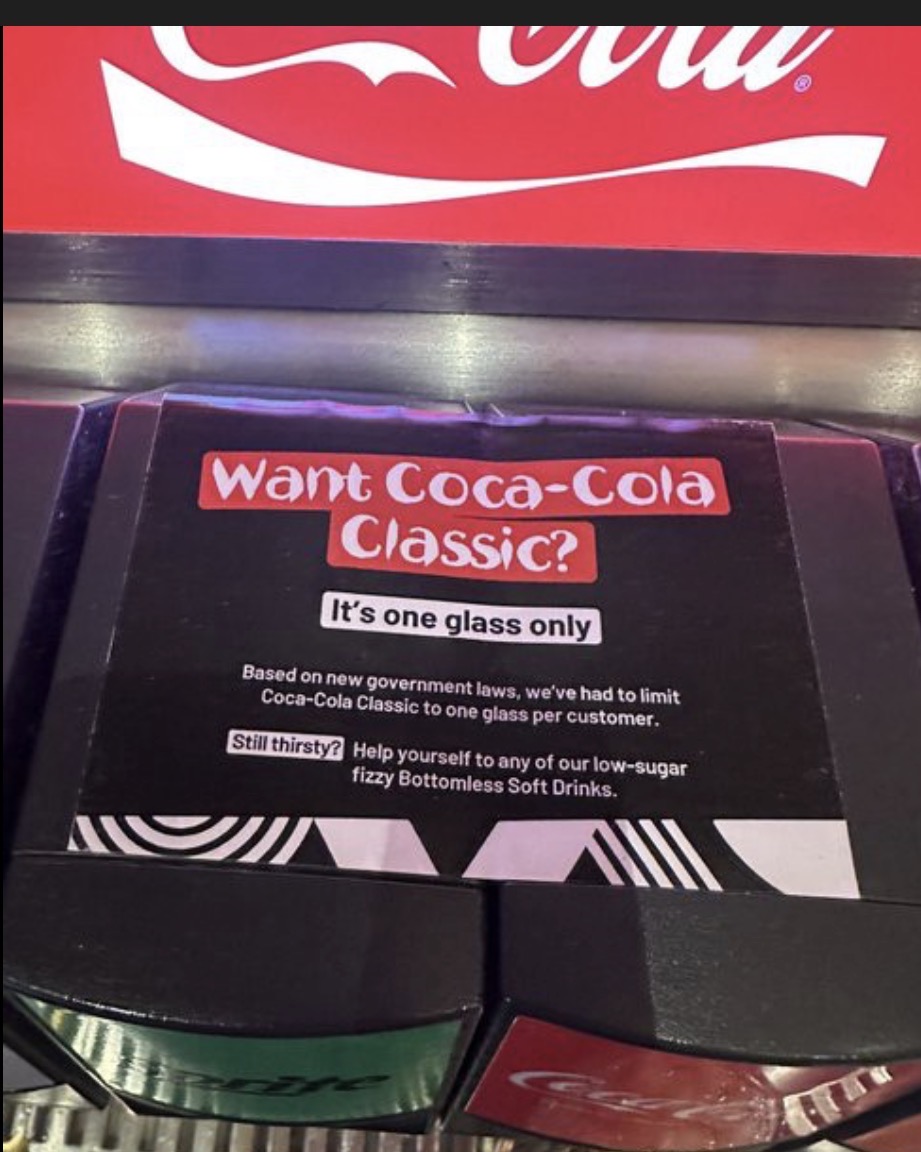 Cola®
Want Coca-Cola
Classic?
It's one glass only
Based on new government laws, we've had to limit
Coca-Cola Classic to one glass per customer.
Still thirsty? Help yourself to any of our low-sugar
fizzy Bottomless Soft Drinks.
Sprite